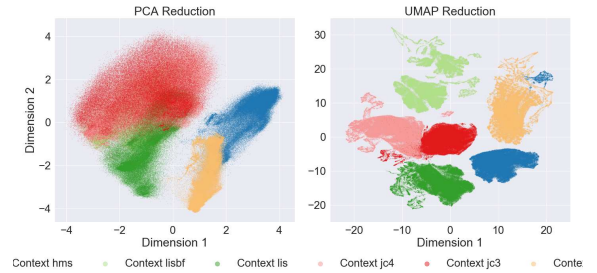 PCA Reduction
UMAP Reduction
4
2
0
−2
−4
Dimension 2
−4 −2 0 2 4
Dimension 1
30
20
10
0
−10
−20
−20 −10 0 10 20
Dimension 1
Context hms Context lisbf Context lis Context jc4 Context jc3